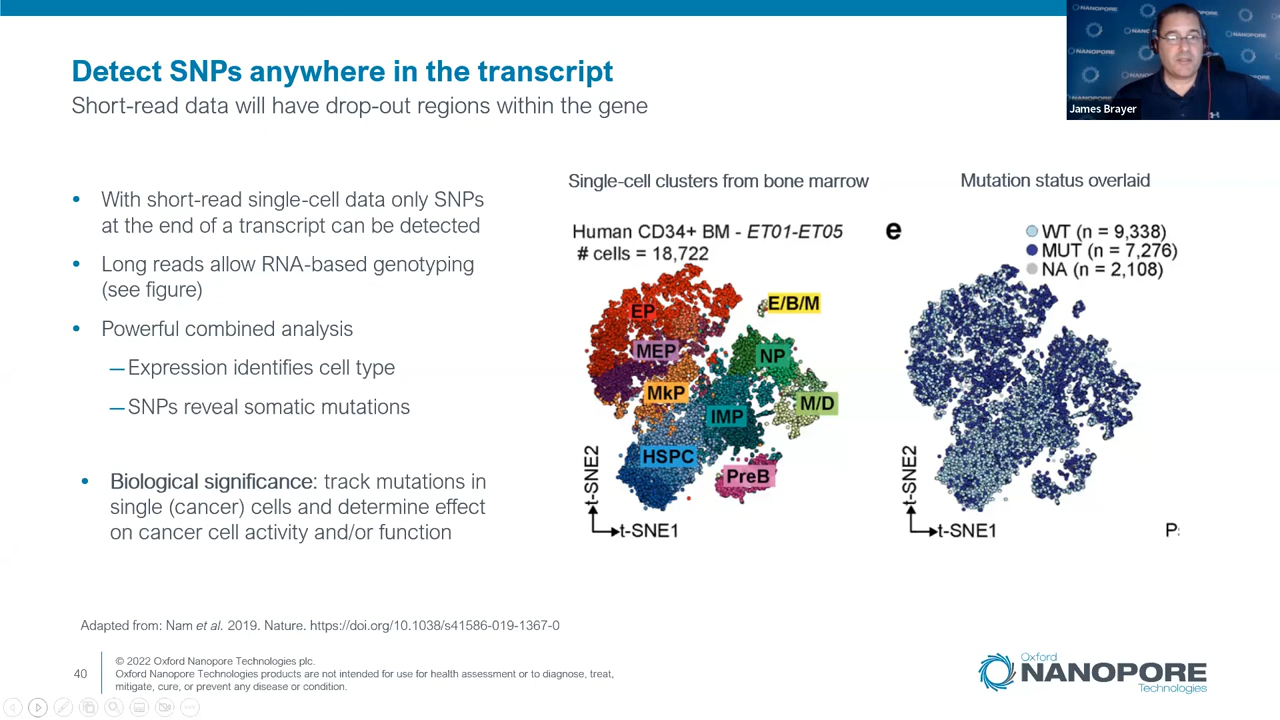 Detect SNPs anywhere in the transcript
Short-read data will have drop-out regions within the gene
James Brayer
• With short-read single-cell data only SNPs
at the end of a transcript can be detected
• Long reads allow RNA-based genotyping
(see figure)
• Powerful combined analysis
—Expression identifies cell type
—SNPs reveal somatic mutations
• Biological significance: track mutations in
single (cancer) cells and determine effect
on cancer cell activity and/or function
Single-cell clusters from bone marrow
Human CD34+ BM - ET01-ET05
# cells = 18,722
EP
E/B/M
MEP
NP
MkP
M/D
IMP
HSPC
PreB
t-SNE2
t-SNE1
Mutation status overlaid
e
WT (n = 9,338)
MUT (n = 7,276)
NA (n = 2,108)
t-SNE2
t-SNE1
Adapted from: Nam et al. 2019. Nature. https://doi.org/10.1038/s41586-019-1367-0
40
© 2022 Oxford Nanopore Technologies plc.
Oxford Nanopore Technologies products are not intended for use for health assessment or to diagnose, treat,
mitigate, cure, or prevent any disease or condition.
Oxford
NANOPORE
Technologies